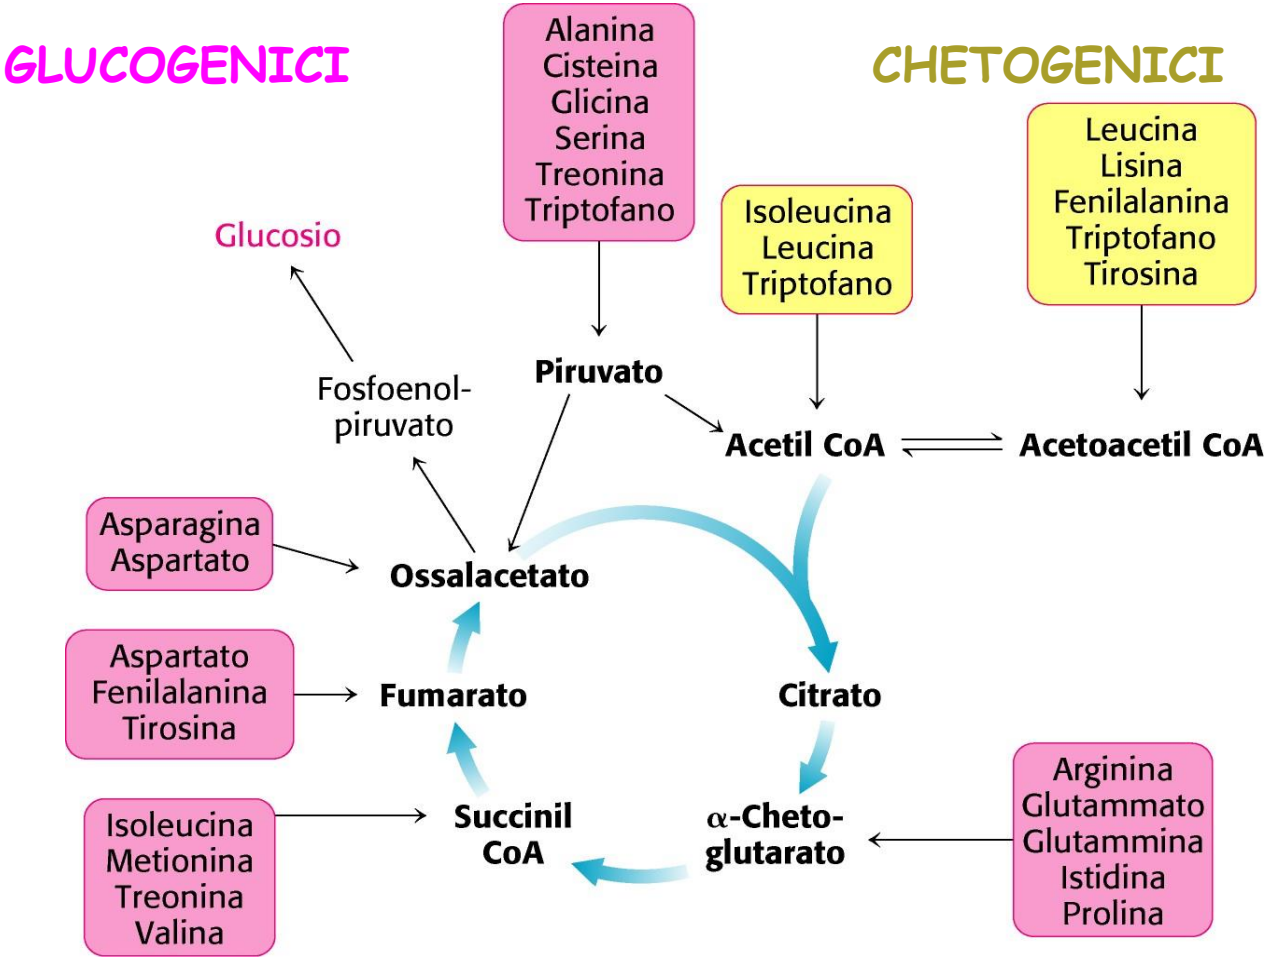 GLUCOGENICI
CHETOGENICI
Alanina
Cisteina
Glicina
Serina
Treonina
Triptofano
Isoleucina
Leucina
Triptofano
Leucina
Lisina
Fenilalanina
Triptofano
Tirosina
Glucosio
Fosfoenol-
piruvato
Piruvato
Acetil CoA
Acetoacetil CoA
Asparagina
Aspartato
Ossalacetato
Aspartato
Fenilalanina
Tirosina
Fumarato
Citrato
Isoleucina
Metionina
Treonina
Valina
Succinil
CoA
α-Cheto-
glutarato
Arginina
Glutammato
Glutammina
Istidina
Prolina